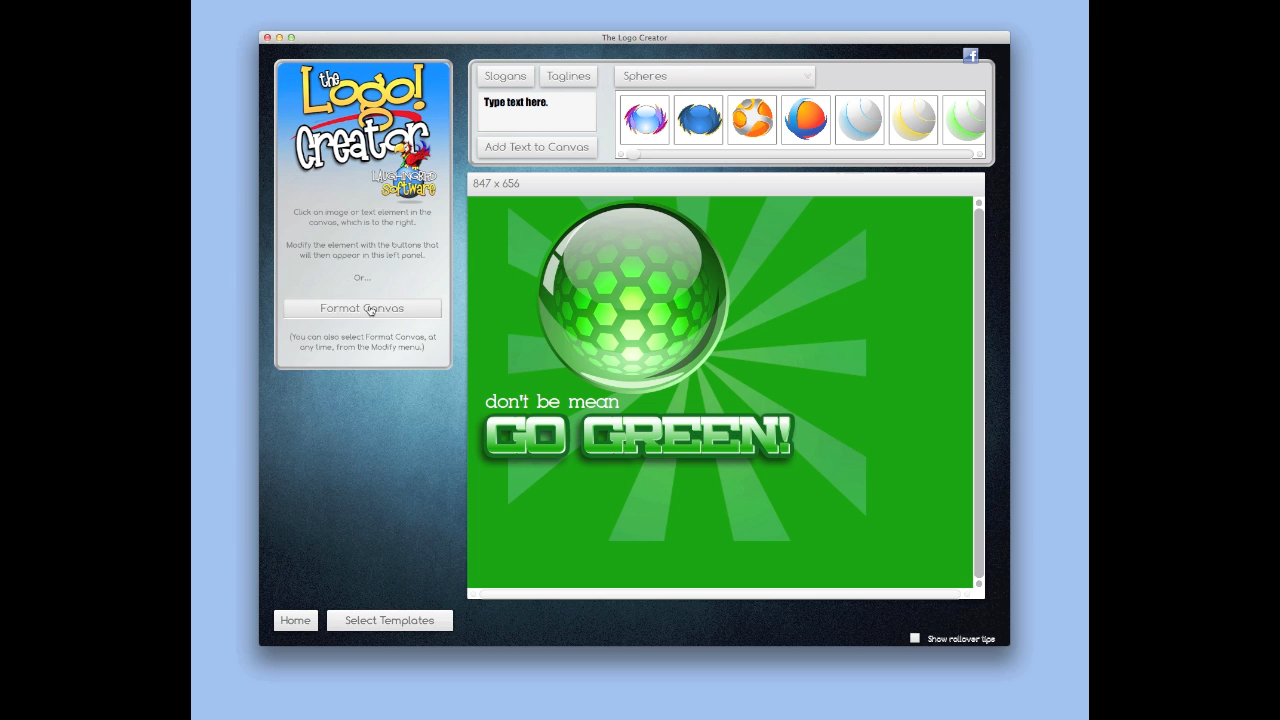 The Logo Creator
the
Logo!
Creator
LAUGHINGBIRD
software
Click an image or text element in the
canvas, which is to the right.
Modify the element with the buttons that
will then appear in this left panel.
Or...
Format Canvas
(You can also select Format Canvas, at
any time, from the Modify menu.)
Home
Select Templates
f
Slogans
Taglines
Spheres
Type text here.
Add Text to Canvas
847 x 656
don't be mean
GO GREEN!
Show rollover tips